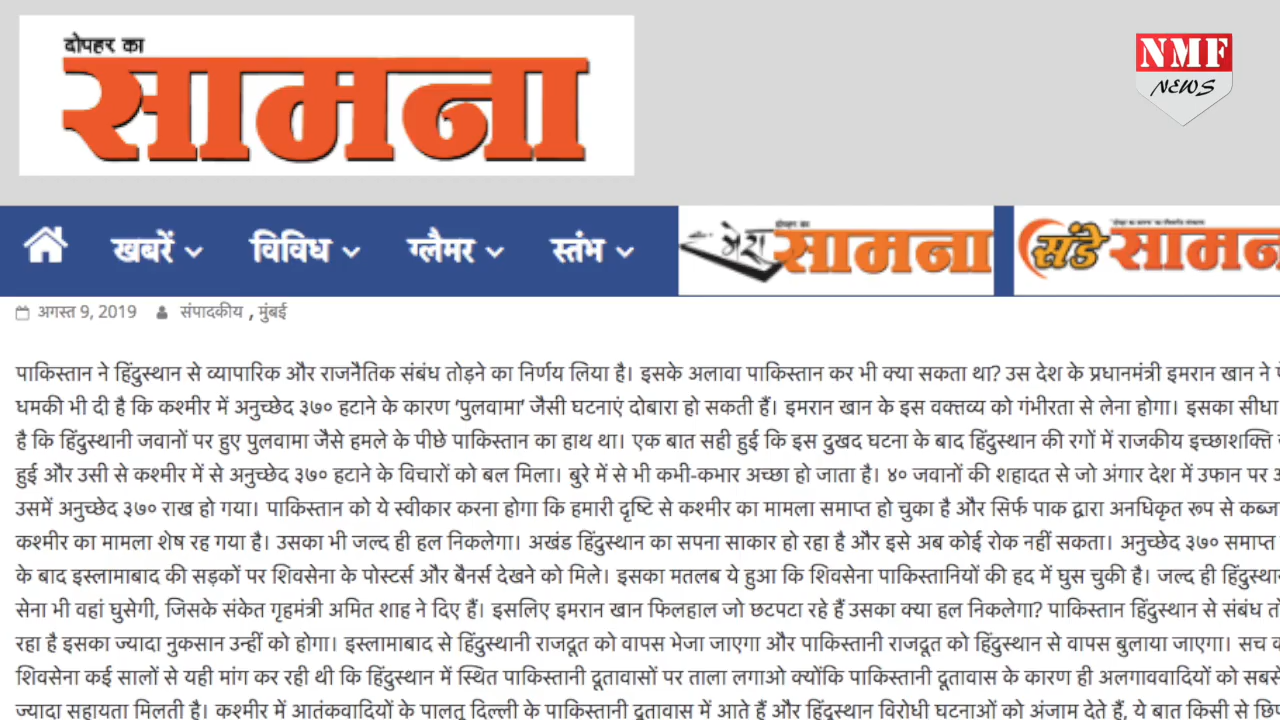 दोपहर का
सामना
NMF
NEWS
खबरें विविध ग्लैमर स्तंभ
मेरा सामना
संडे सामन
अगस्त 9, 2019 संपादकीय , मुंबई
पाकिस्तान ने हिंदुस्थान से व्यापारिक और राजनैतिक संबंध तोड़ने का निर्णय लिया है। इसके अलावा पाकिस्तान कर भी क्या सकता था? उस देश के प्रधानमंत्री इमरान खान ने
धमकी भी दी है कि कश्मीर में अनुच्छेद ३७० हटाने के कारण ‘पुलवामा’ जैसी घटनाएं दोबारा हो सकती हैं। इमरान खान के इस वक्तव्य को गंभीरता से लेना होगा। इसका सीधा
है कि हिंदुस्थानी जवानों पर हुए पुलवामा जैसे हमले के पीछे पाकिस्तान का हाथ था। एक बात सही हुई कि इस दुखद घटना के बाद हिंदुस्थान की रगों में राजकीय इच्छाशक्ति
हुई और उसी से कश्मीर में से अनुच्छेद ३७० हटाने के विचारों को बल मिला। बुरे में से भी कभी-कभार अच्छा हो जाता है। ४० जवानों की शहादत से जो अंगार देश में उफान पर
उसमें अनुच्छेद ३७० राख हो गया। पाकिस्तान को ये स्वीकार करना होगा कि हमारी दृष्टि से कश्मीर का मामला समाप्त हो चुका है और सिर्फ पाक द्वारा अनधिकृत रूप से कब्जा
कश्मीर का मामला शेष रह गया है। उसका भी जल्द ही हल निकलेगा। अखंड हिंदुस्थान का सपना साकार हो रहा है और इसे अब कोई रोक नहीं सकता। अनुच्छेद ३७० समाप्त
के बाद इस्लामाबाद की सड़कों पर शिवसेना के पोस्टर्स और बैनर्स देखने को मिले। इसका मतलब ये हुआ कि शिवसेना पाकिस्तानियों की हद में घुस चुकी है। जल्द ही हिंदुस्था
सेना भी वहां घुसेगी, जिसके संकेत गृहमंत्री अमित शाह ने दिए हैं। इसलिए इमरान खान फिलहाल जो छटपटा रहे हैं उसका क्या हल निकलेगा? पाकिस्तान हिंदुस्थान से संबंध तो
रहा है इसका ज्यादा नुकसान उन्हीं को होगा। इस्लामाबाद से हिंदुस्थानी राजदूत को वापस भेजा जाएगा और पाकिस्तानी राजदूत को हिंदुस्थान से वापस बुलाया जाएगा। सच
शिवसेना कई सालों से यही मांग कर रही थी कि हिंदुस्थान में स्थित पाकिस्तानी दूतावासों पर ताला लगाओ क्योंकि पाकिस्तानी दूतावास के कारण ही अलगाववादियों को सबसे
ज्यादा सहायता मिलती है। कश्मीर में आतंकवादियों के पालतू दिल्ली के पाकिस्तानी दूतावास में आते हैं और हिंदुस्थान विरोधी घटनाओं को अंजाम देते हैं, ये बात किसी से